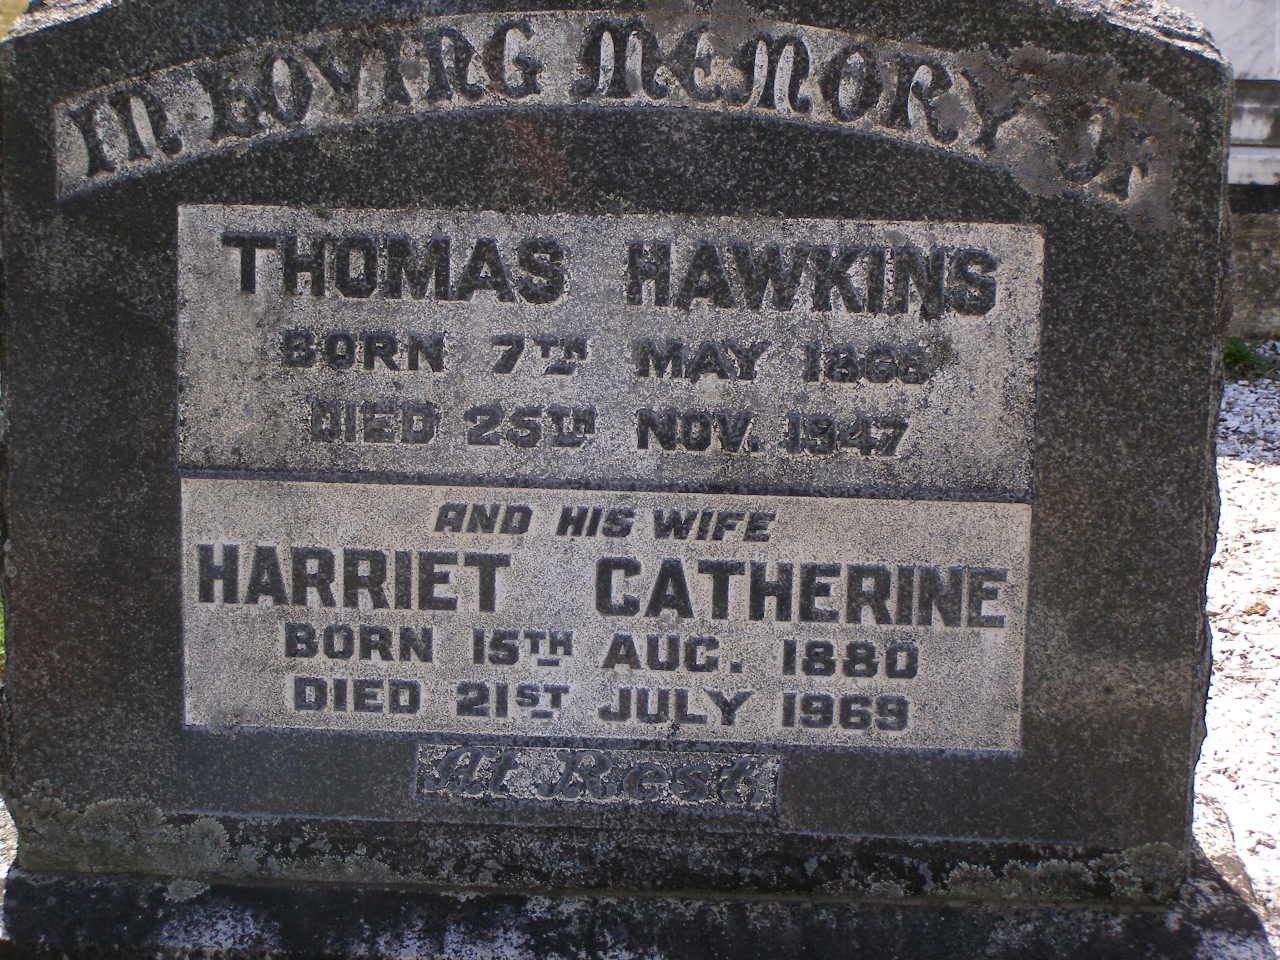 IN LOVING MEMORY OF
THOMAS HAWKINS
BORN 7TH MAY 1866
DIED 25TH NOV. 1947
AND HIS WIFE
HARRIET CATHERINE
BORN 15TH AUG. 1880
DIED 21ST JULY 1969
At Rest